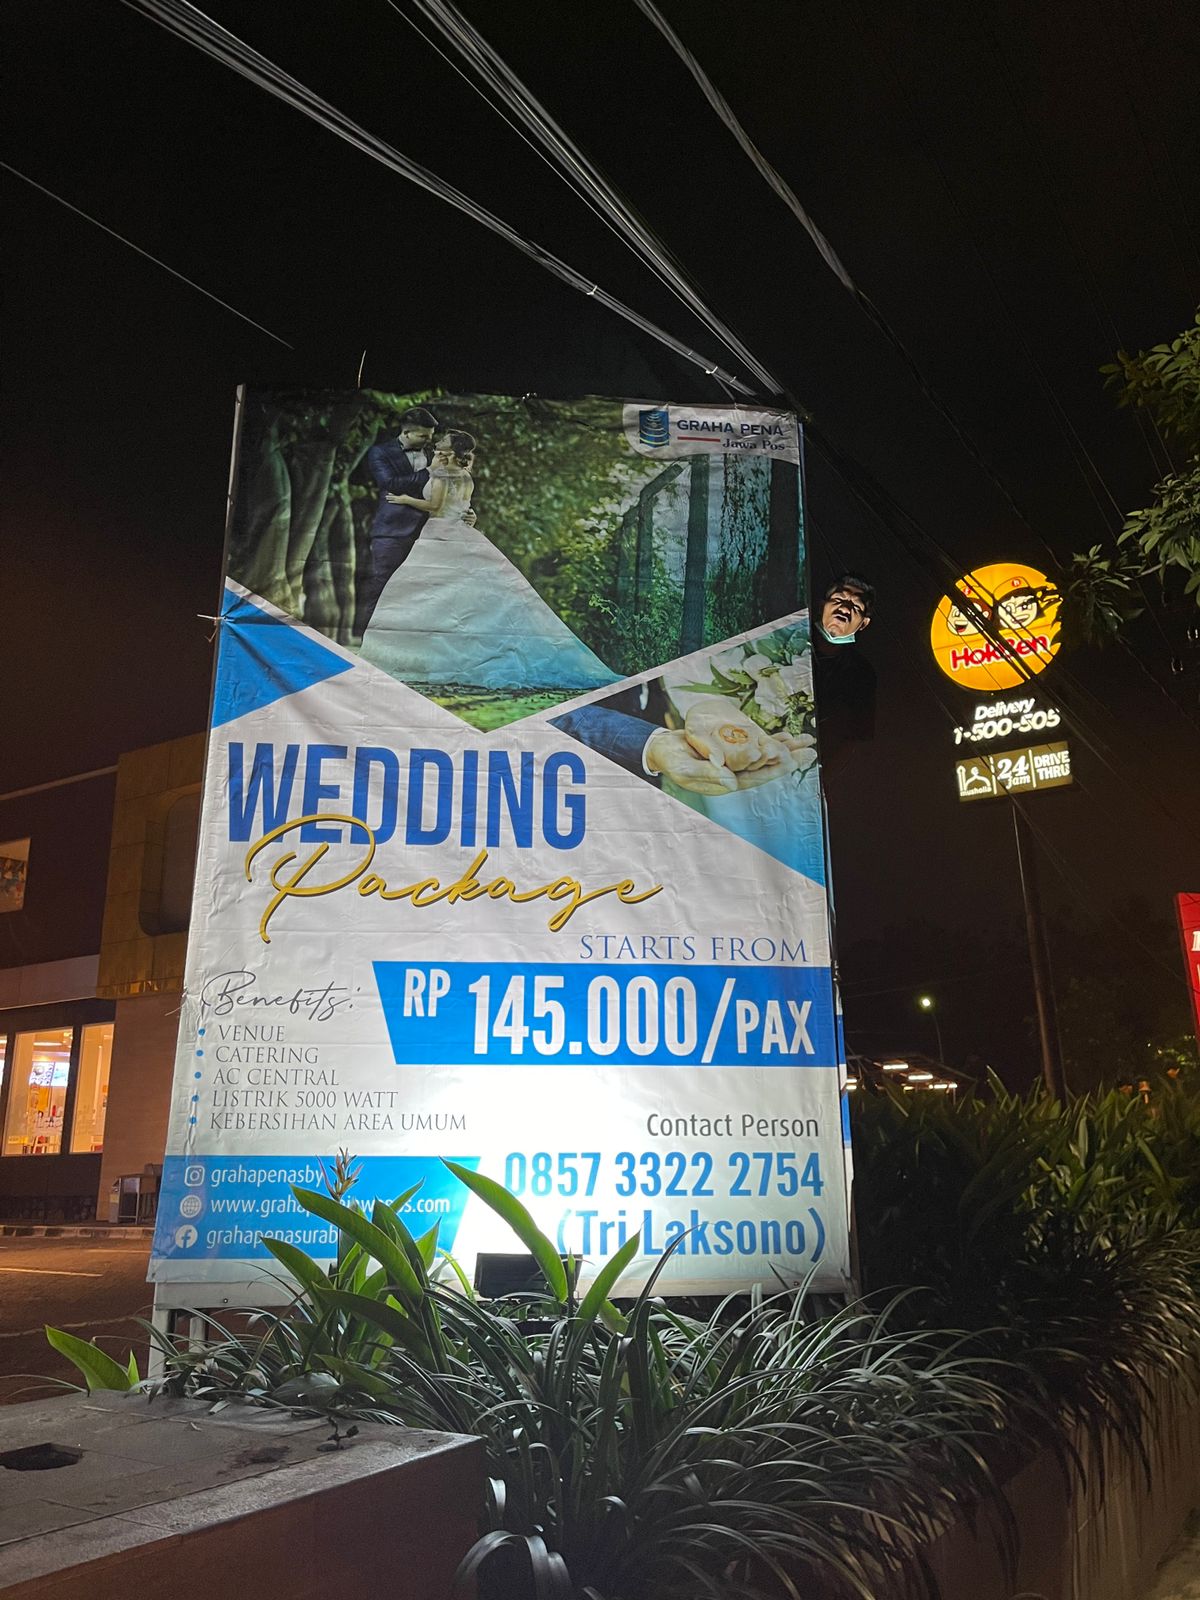 GRAHA PENA
Jawa Pos
WEDDING
Package
STARTS FROM
RP 145.000/PAX
Benefits:
• VENUE
• CATERING
• AC CENTRAL
• LISTRIK 5000 WATT
• KEBERSIHAN AREA UMUM
Contact Person
0857 3322 2754
(Tri Laksono)
grahapenasby
Hokben
Delivery
1-500-505
musholla
24 jam
DRIVE THRU